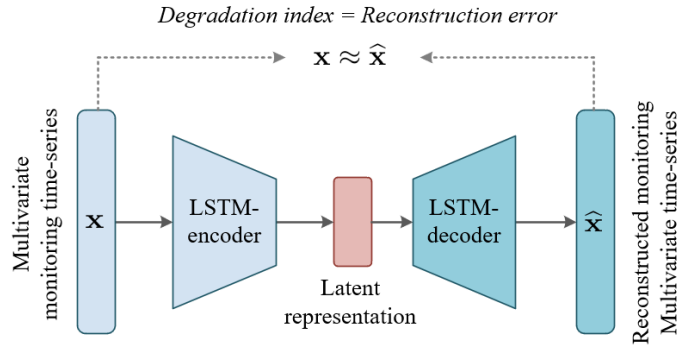 Degradation index = Reconstruction error
x ≈ x̂
Multivariate
monitoring time-series
x
LSTM-
encoder
Latent
representation
LSTM-
decoder
x̂
Reconstructed monitoring
Multivariate time-series